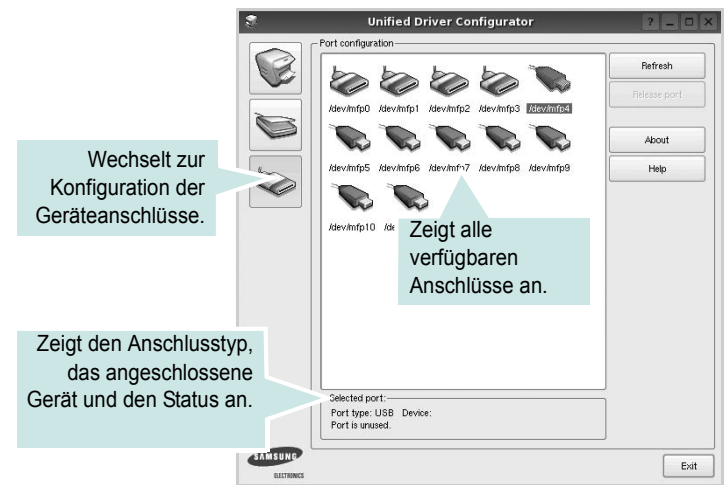 Unified Driver Configurator
Port configuration
/dev/mfp0 /dev/mfp1 /dev/mfp2 /dev/mfp3 /dev/mfp4
/dev/mfp5 /dev/mfp6 /dev/mfp7 /dev/mfp8 /dev/mfp9
/dev/mfp10
Refresh
Release port
About
Help
Wechselt zur
Konfiguration der
Geräteanschlüsse.
Zeigt alle
verfügbaren
Anschlüsse an.
Zeigt den Anschlusstyp,
das angeschlossene
Gerät und den Status an.
Selected port:
Port type: USB Device:
Port is unused.
SAMSUNG
ELECTRONICS
Exit